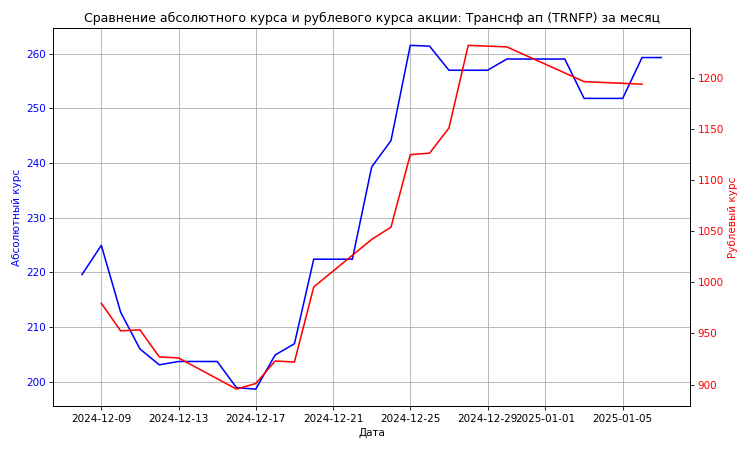 Сравнение абсолютного курса и рублевого курса акции: Транснф ап (TRNFP) за месяц
260
250
240
230
220
210
200
Абсолютный курс
1200
1150
1100
1050
1000
950
900
Рублевый курс
2024-12-09 2024-12-13 2024-12-17 2024-12-21 2024-12-25 2024-12-29 2025-01-01 2025-01-05
Дата